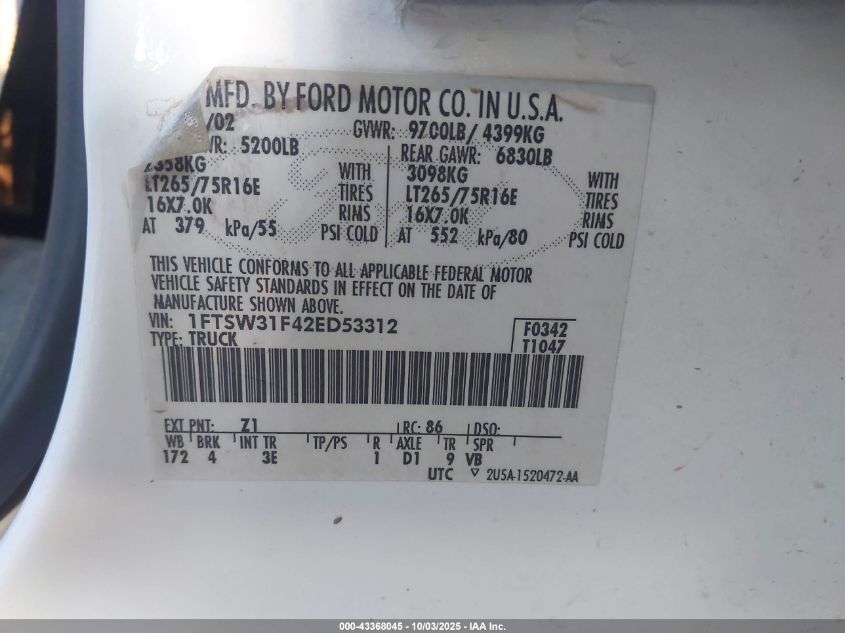 MFD. BY FORD MOTOR CO. IN U.S.A.
/02 GVWR: 9700LB/ 4399KG
R: 5200LB REAR GAWR: 6830LB
2358KG WITH 3098KG WITH
LT265/75R16E TIRES LT265/75R16E TIRES
16X7.0K RIMS 16X7.0K RIMS
AT 379 kPa/55 PSI COLD AT 552 kPa/80 PSI COLD
THIS VEHICLE CONFORMS TO ALL APPLICABLE FEDERAL MOTOR
VEHICLE SAFETY STANDARDS IN EFFECT ON THE DATE OF
MANUFACTURE SHOWN ABOVE.
VIN: 1FTSW31F42ED53312 F0342
TYPE: TRUCK T1047
EXT PNT: Z1 RC: 86 DSO:
WB BRK INT TR TP/PS R AXLE TR SPR
172 4 3E 1 D1 9 VB
UTC ▽ 2U5A-1520472-AA
000-43368045 - 10/03/2025 - IAA Inc.